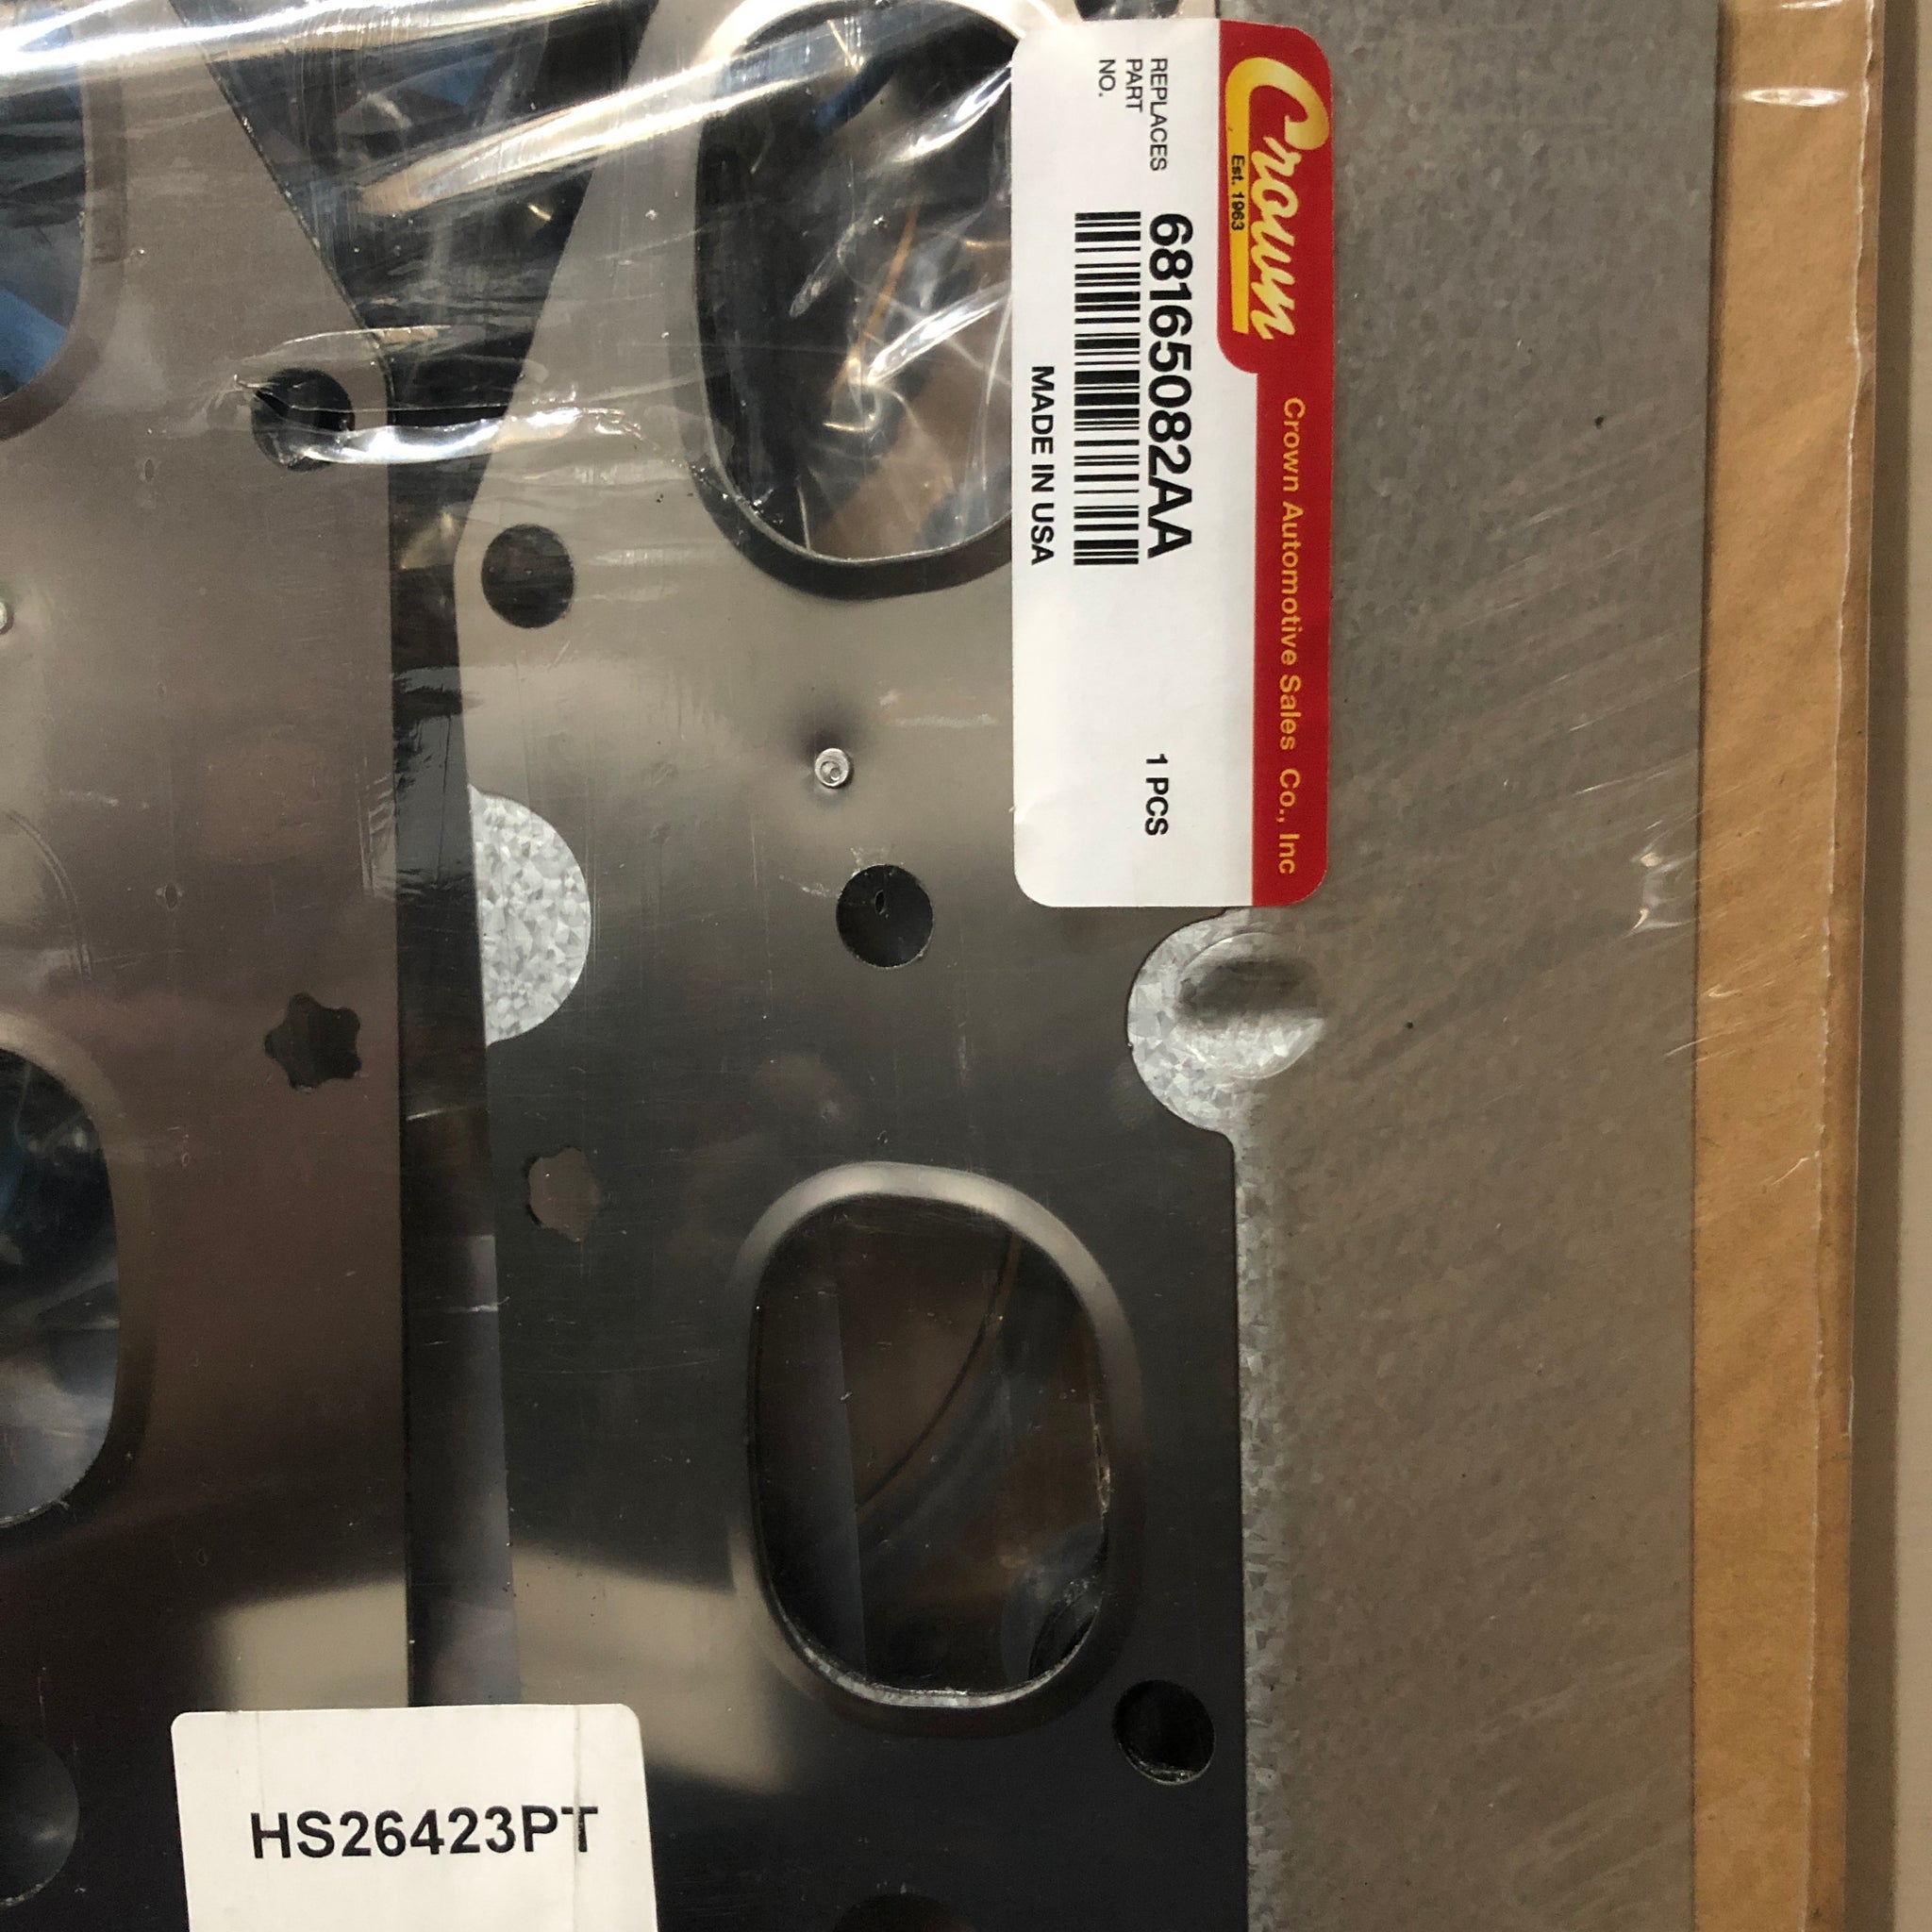 Crown
Est. 1963
Crown Automotive Sales Co., Inc
REPLACES
PART
NO.
68165082AA
1 PCS
MADE IN USA
HS26423PT